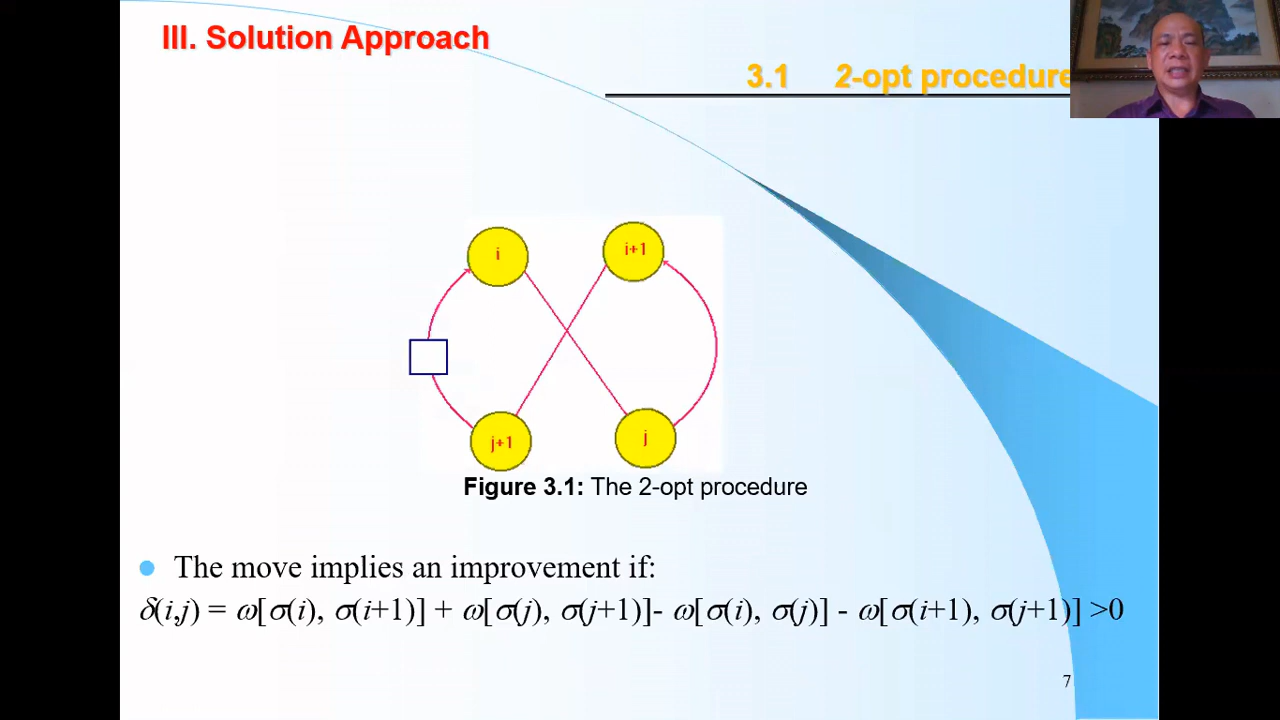 III. Solution Approach
3.1 2-opt procedure
i
i+1
j+1
j
Figure 3.1: The 2-opt procedure
The move implies an improvement if:
δ(i,j) = ω[σ(i), σ(i+1)] + ω[σ(j), σ(j+1)]- ω[σ(i), σ(j)] - ω[σ(i+1), σ(j+1)] >0
7